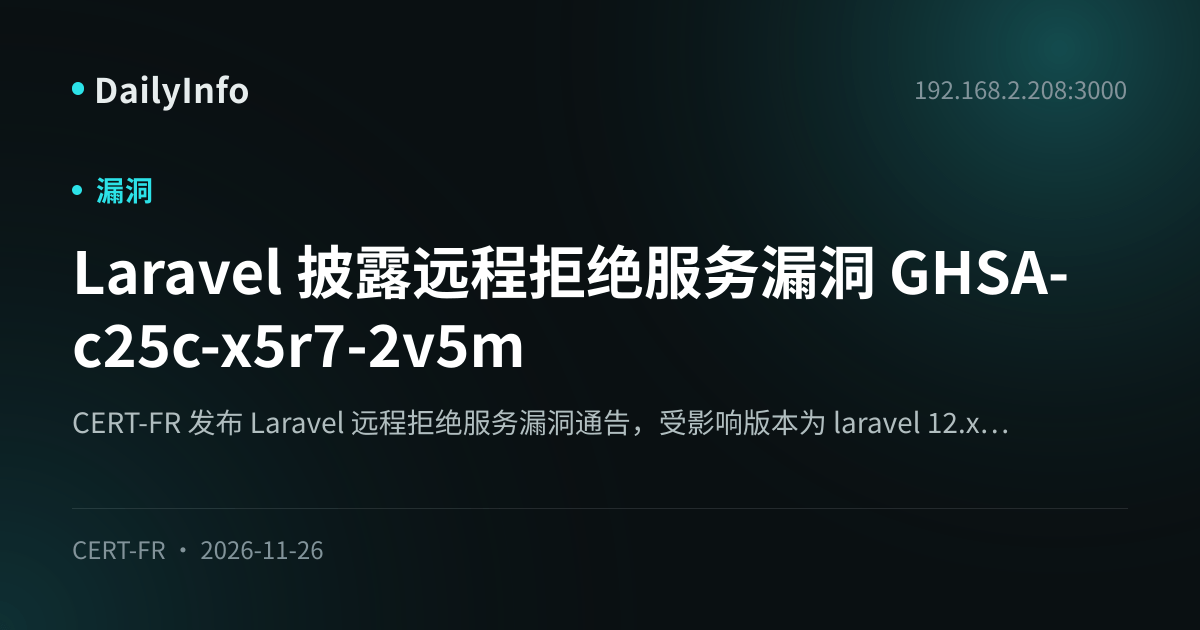 DailyInfo
192.168.2.208:3000
漏洞
Laravel 披露远程拒绝服务漏洞 GHSA-
c25c-x5r7-2v5m
CERT-FR 发布 Laravel 远程拒绝服务漏洞通告，受影响版本为 laravel 12.x…
CERT-FR · 2026-11-26